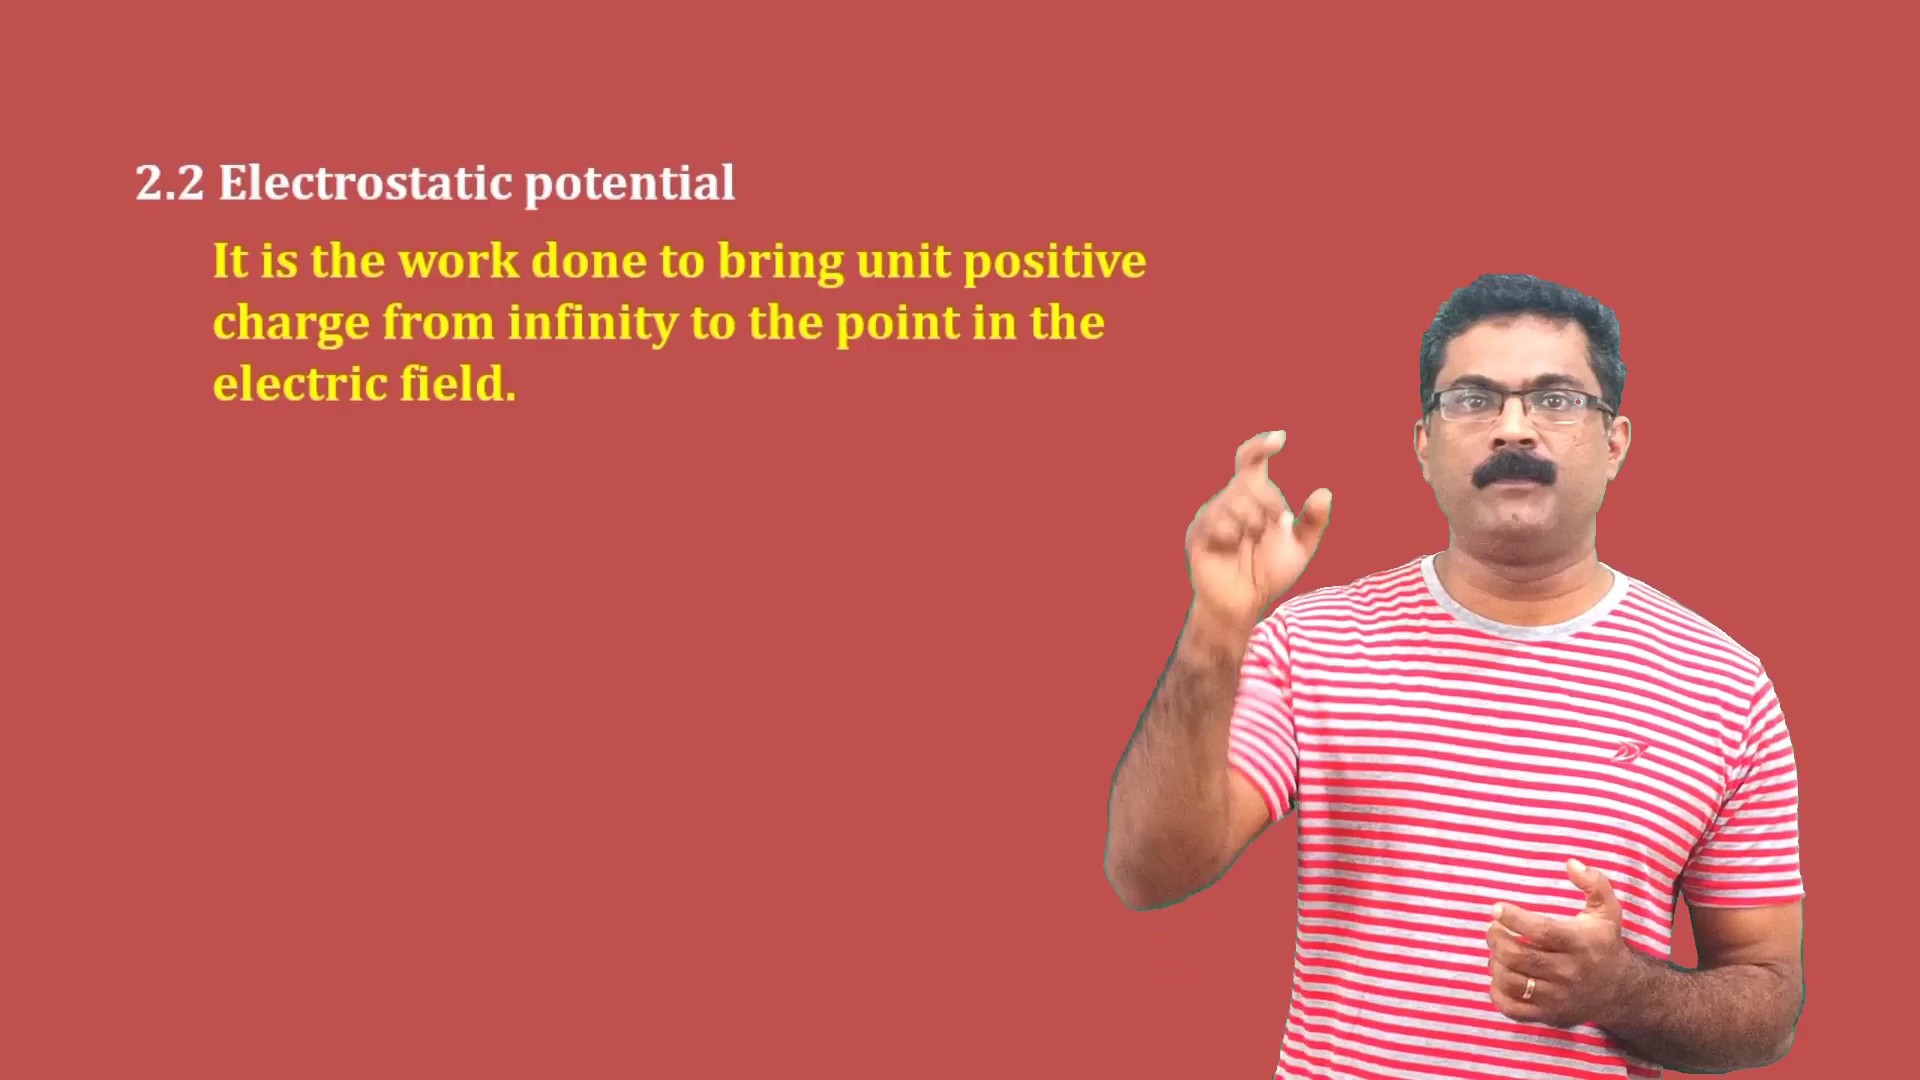 2.2 Electrostatic potential
It is the work done to bring unit positive
charge from infinity to the point in the
electric field.